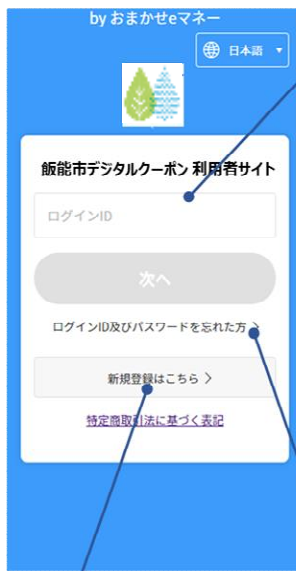 by おまかせeマネー
日本語
飯能市デジタルクーポン 利用者サイト
ログインID
次へ
ログインID及びパスワードを忘れた方 >
新規登録はこちら >
特定商取引法に基づく表記